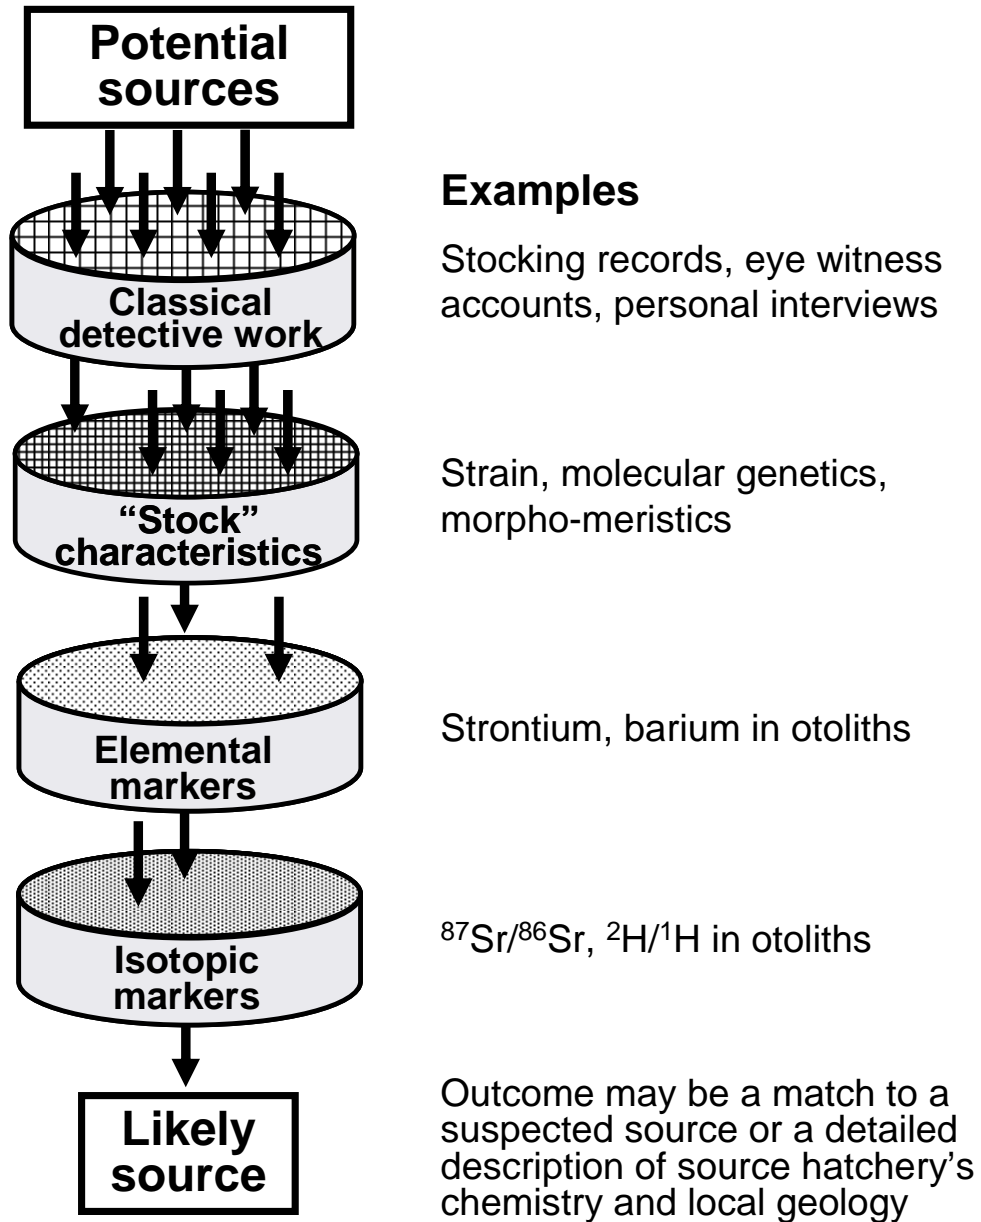 Potential
sources
Examples
Classical
detective work
Stocking records, eye witness
accounts, personal interviews
“Stock”
characteristics
Strain, molecular genetics,
morpho-meristics
Elemental
markers
Strontium, barium in otoliths
Isotopic
markers
⁸⁷Sr/⁸⁶Sr, ²H/¹H in otoliths
Likely
source
Outcome may be a match to a
suspected source or a detailed
description of source hatchery’s
chemistry and local geology